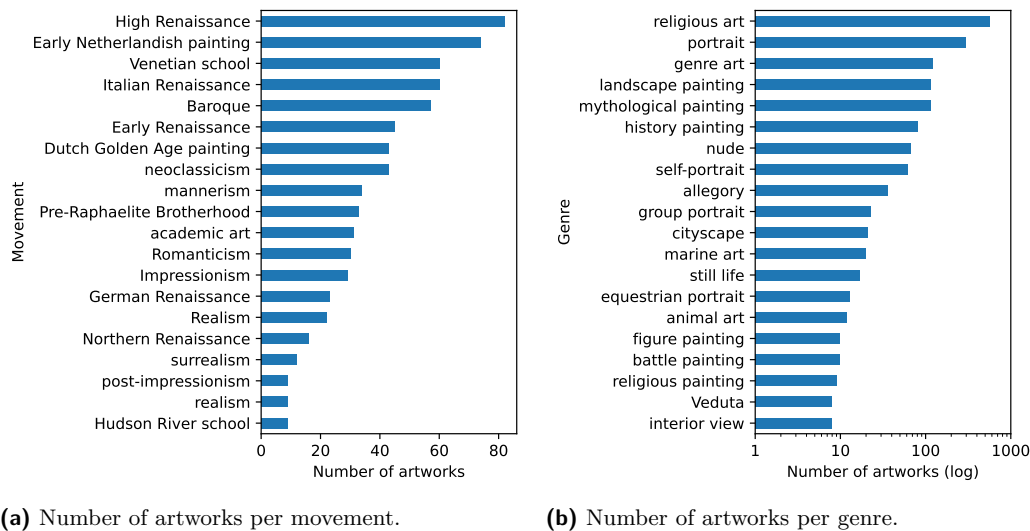 High Renaissance
Early Netherlandish painting
Venetian school
Italian Renaissance
Baroque
Early Renaissance
Dutch Golden Age painting
neoclassicism
mannerism
Pre-Raphaelite Brotherhood
academic art
Romanticism
Impressionism
German Renaissance
Realism
Northern Renaissance
surrealism
post-impressionism
realism
Hudson River school
Movement
0 20 40 60 80
Number of artworks
(a) Number of artworks per movement.
religious art
portrait
genre art
landscape painting
mythological painting
history painting
nude
self-portrait
allegory
group portrait
cityscape
marine art
still life
equestrian portrait
animal art
figure painting
battle painting
religious painting
Veduta
interior view
Genre
1 10 100 1000
Number of artworks (log)
(b) Number of artworks per genre.